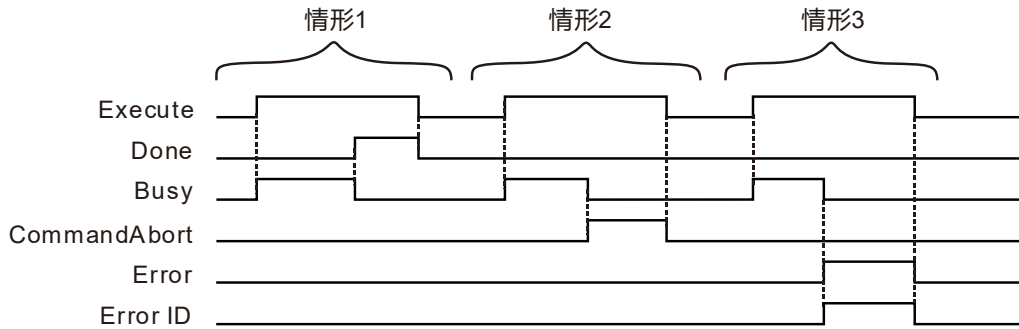 情形1 情形2 情形3
Execute
Done
Busy
CommandAbort
Error
Error ID